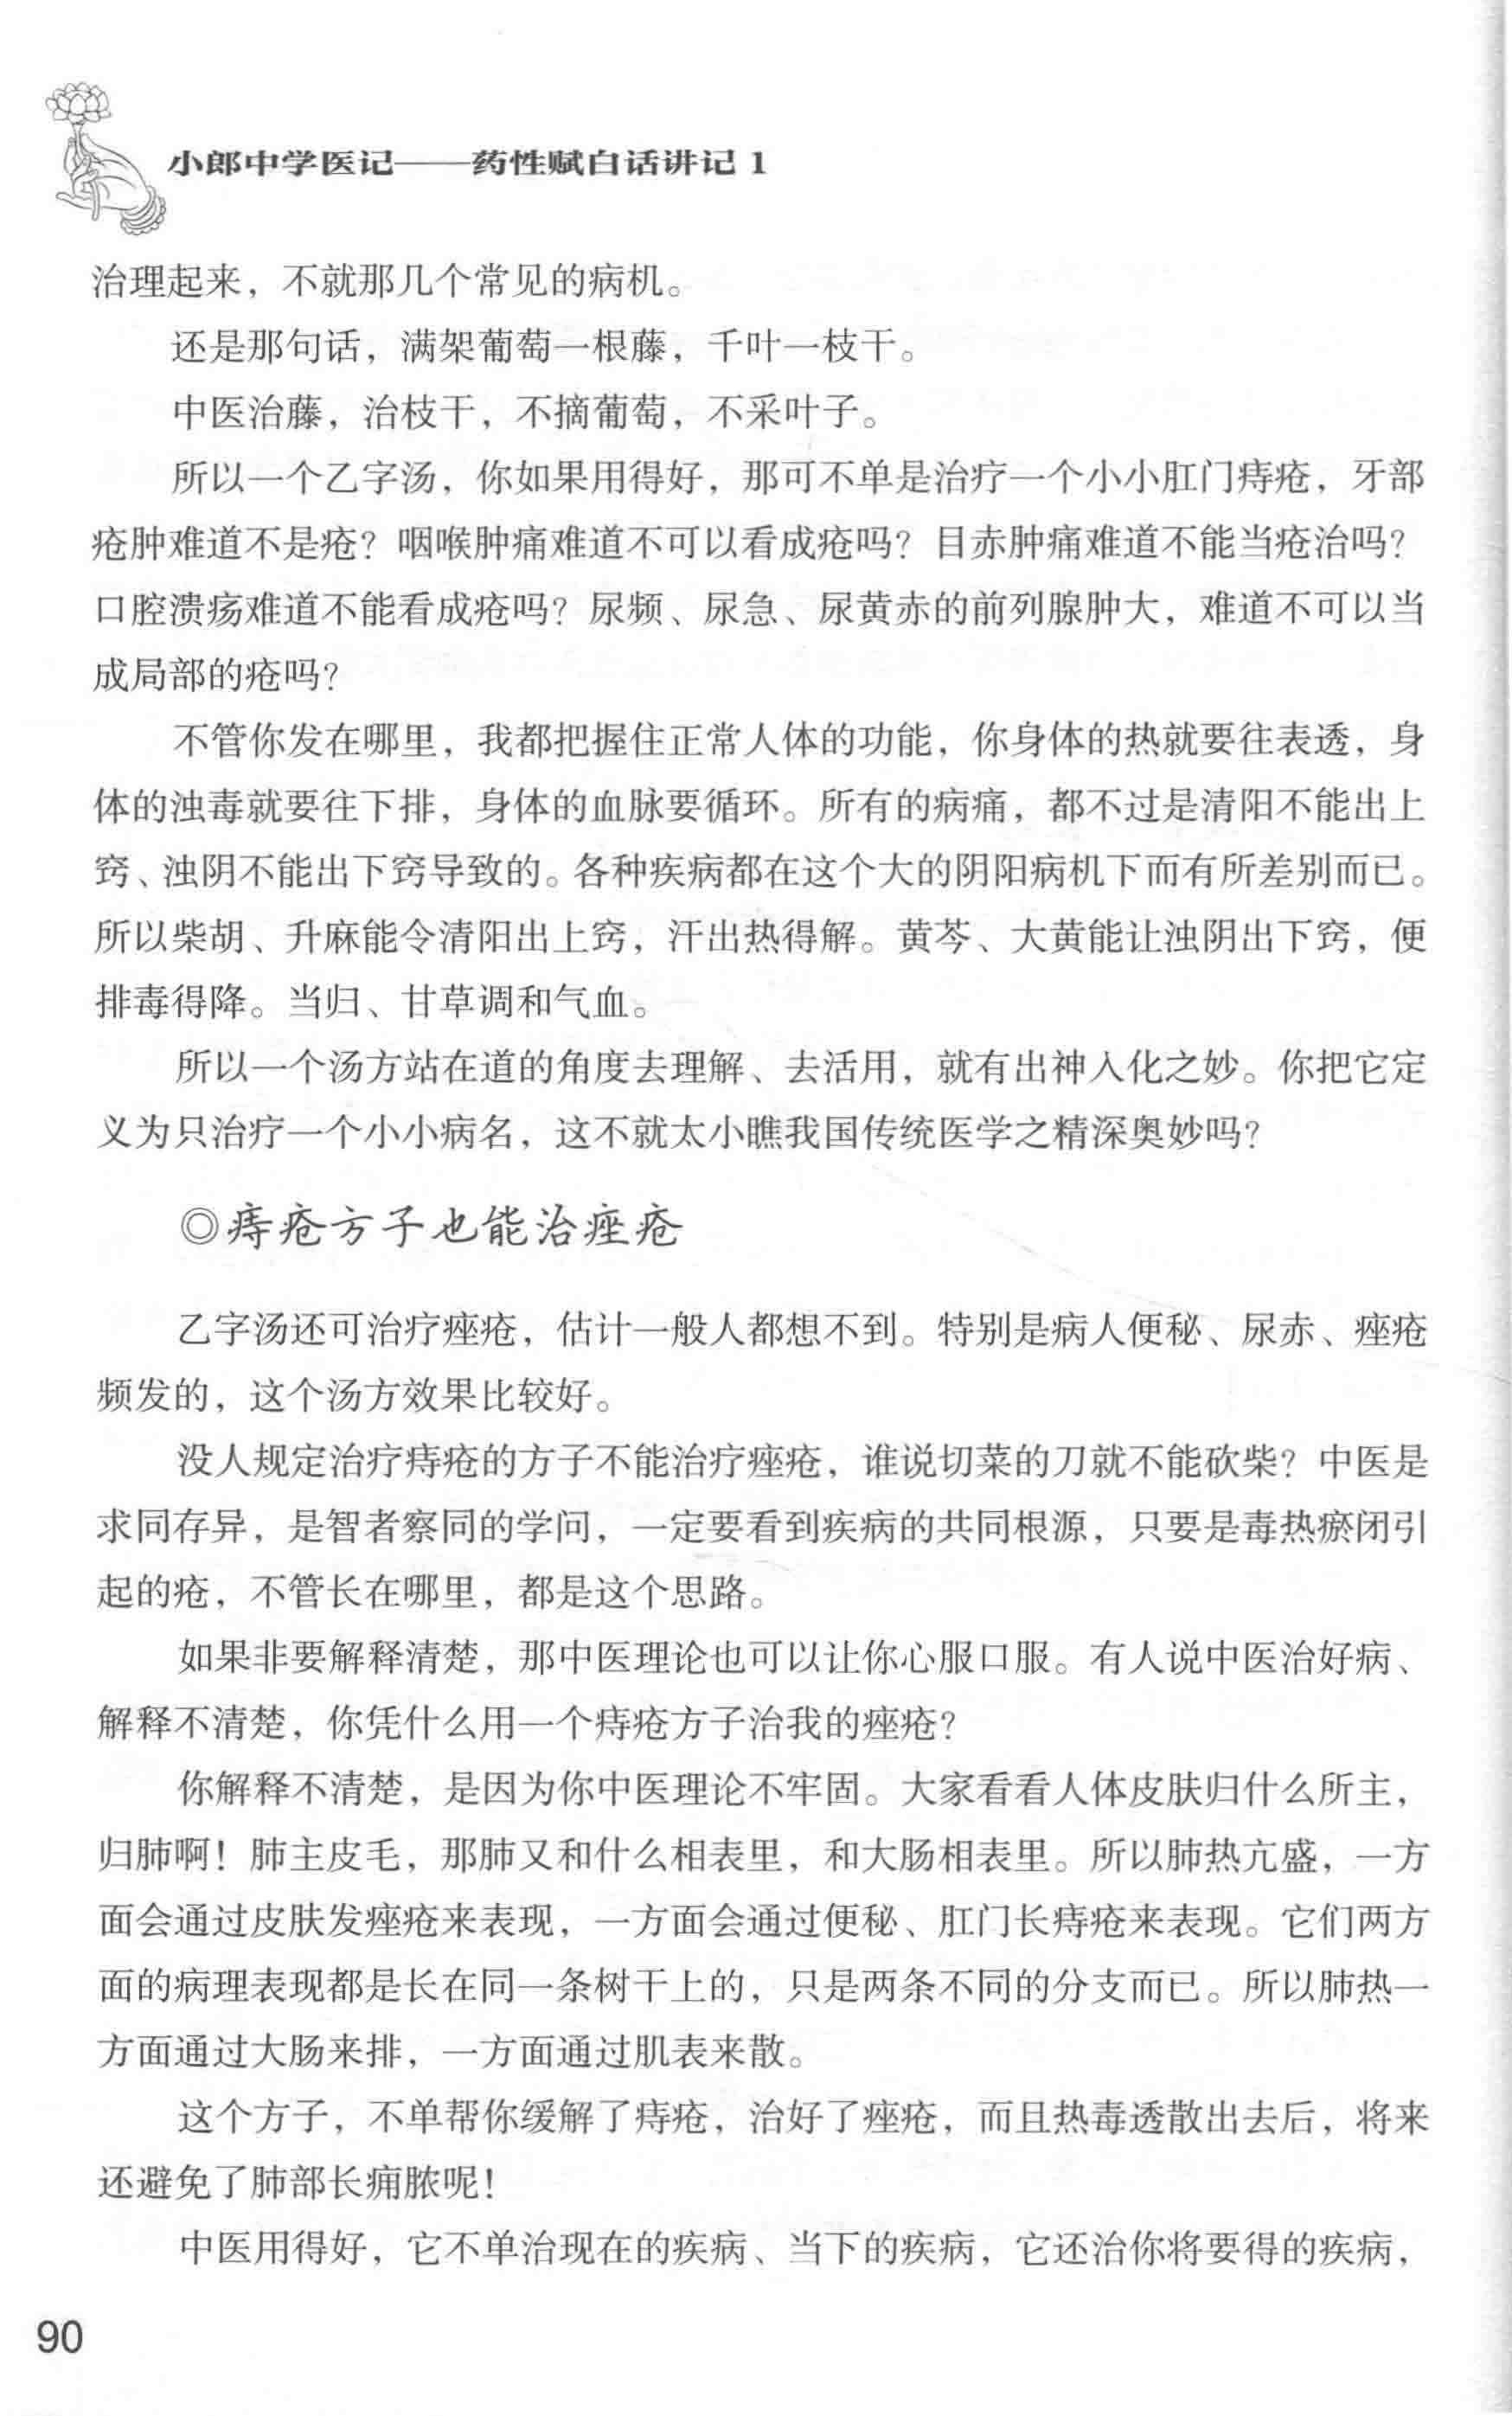 小郎中学医记——药性赋白话讲记 1
治理起来，不就那几个常见的病机。
还是那句话，满架葡萄一根藤，千叶一枝干。
中医治藤，治枝干，不摘葡萄，不采叶子。
所以一个乙字汤，你如果用得好，那可不单是治疗一个小小肛门痔疮，牙部
疮肿难道不是疮？咽喉肿痛难道不可以看成疮吗？目赤肿痛难道不能当疮治吗？
口腔溃疡难道不能看成疮吗？尿频、尿急、尿黄赤的前列腺肿大，难道不可以当
成局部的疮吗？
不管你发在哪里，我都把握住正常人体的功能，你身体的热就要往表透，身
体的浊毒就要往下排，身体的血脉要循环。所有的病痛，都不过是清阳不能出上
窍、浊阴不能出下窍导致的。各种疾病都在这个大的阴阳病机下而有所差别而已。
所以柴胡、升麻能令清阳出上窍，汗出热得解。黄芩、大黄能让浊阴出下窍，便
排毒得降。当归、甘草调和气血。
所以一个汤方站在道的角度去理解、去活用，就有出神入化之妙。你把它定
义为只治疗一个小小病名，这不就太小瞧我国传统医学之精深奥妙吗？
◎痔疮方子也能治痤疮
乙字汤还可治疗痤疮，估计一般人都想不到。特别是病人便秘、尿赤、痤疮
频发的，这个汤方效果比较好。
没人规定治疗痔疮的方子不能治疗痤疮，谁说切菜的刀就不能砍柴？中医是
求同存异，是智者察同的学问，一定要看到疾病的共同根源，只要是毒热瘀闭引
起的疮，不管长在哪里，都是这个思路。
如果非要解释清楚，那中医理论也可以让你心服口服。有人说中医治好病、
解释不清楚，你凭什么用一个痔疮方子治我的痤疮？
你解释不清楚，是因为你中医理论不牢固。大家看看人体皮肤归什么所主，
归肺啊！肺主皮毛，那肺又和什么相表里，和大肠相表里。所以肺热亢盛，一方
面会通过皮肤发痤疮来表现，一方面会通过便秘、肛门长痔疮来表现。它们两方
面的病理表现都是长在同一条树干上的，只是两条不同的分支而已。所以肺热一
方面通过大肠来排，一方面通过肌表来散。
这个方子，不单帮你缓解了痔疮，治好了痤疮，而且热毒透散出去后，将来
还避免了肺部长痈脓呢！
中医用得好，它不单治现在的疾病、当下的疾病，它还治你将要得的疾病，
90